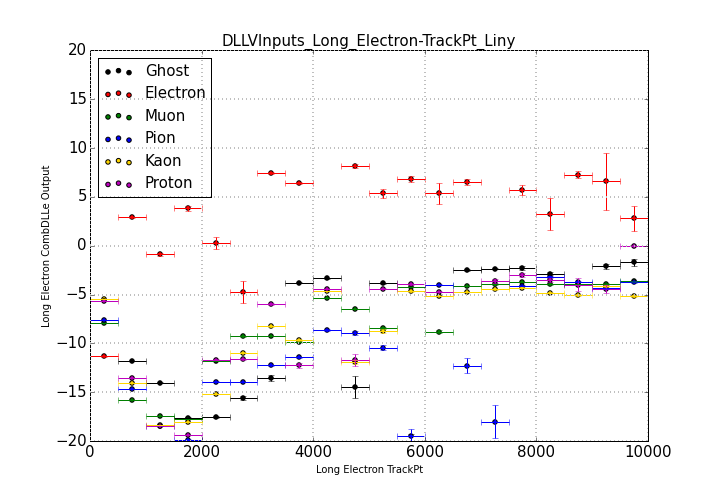 DLLVInputs_Long_Electron-TrackPt_Liny
20
15
10
5
0
−5
−10
−15
−20
Long Electron CombDLLe Output
Ghost
Electron
Muon
Pion
Kaon
Proton
0 2000 4000 6000 8000 10000
Long Electron TrackPt